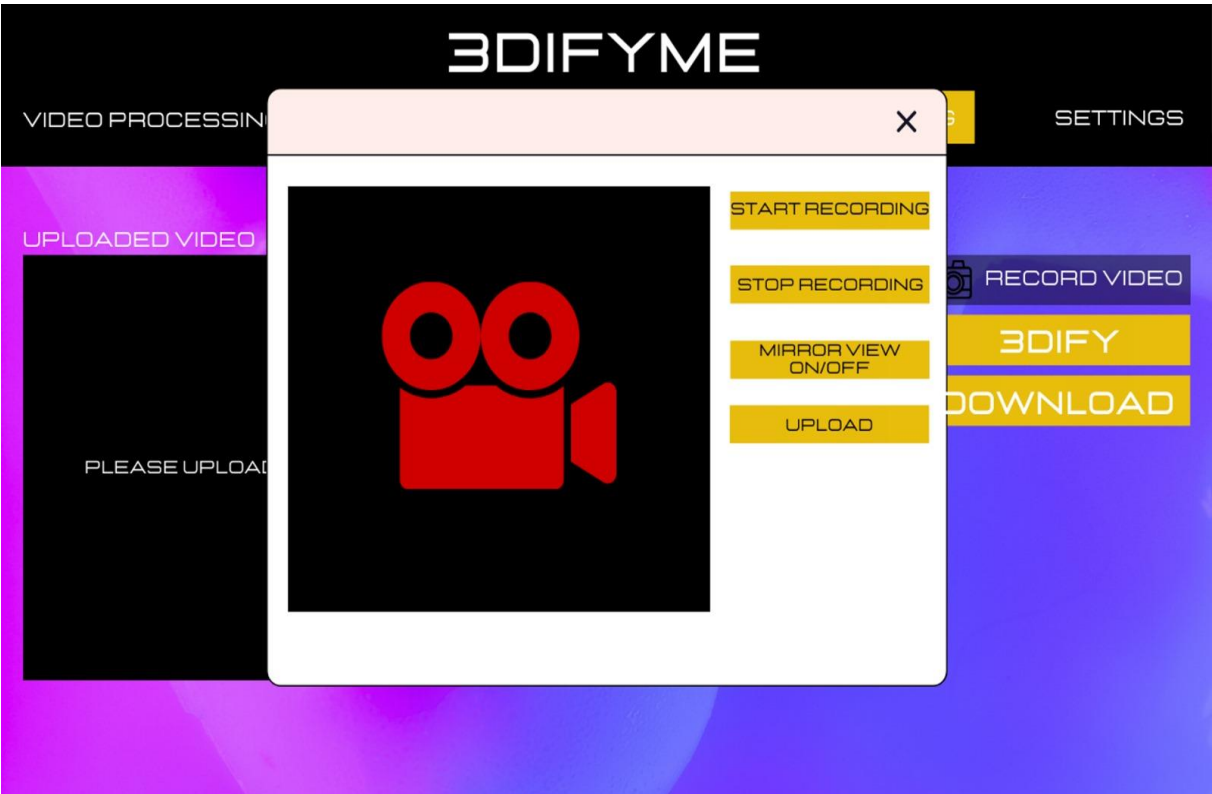 3DIFYME
VIDEO PROCESSIN
X
G
SETTINGS
UPLOADED VIDEO
START RECORDING
STOP RECORDING
MIRROR VIEW
ON/OFF
UPLOAD
RECORD VIDEO
3DIFY
DOWNLOAD
PLEASE UPLOAD